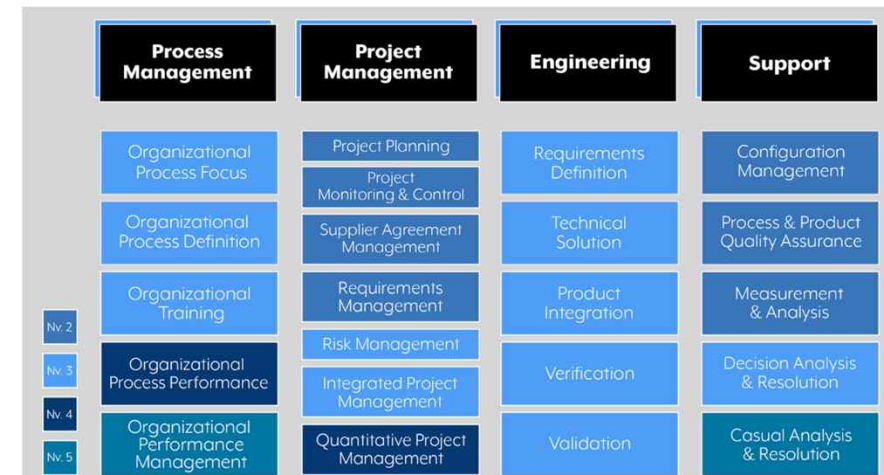 Process
Management
Project
Management
Engineering
Support
Organizational
Process Focus
Organizational
Process Definition
Organizational
Training
Organizational
Process Performance
Organizational
Performance
Management
Project Planning
Project
Monitoring & Control
Supplier Agreement
Management
Requirements
Management
Risk Management
Integrated Project
Management
Quantitative Project
Management
Requirements
Definition
Technical
Solution
Product
Integration
Verification
Validation
Configuration
Management
Process & Product
Quality Assurance
Measurement
& Analysis
Decision Analysis
& Resolution
Casual Analysis
& Resolution
Nv. 2
Nv. 3
Nv. 4
Nv. 5